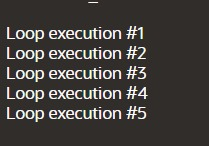 Loop execution #1
Loop execution #2
Loop execution #3
Loop execution #4
Loop execution #5